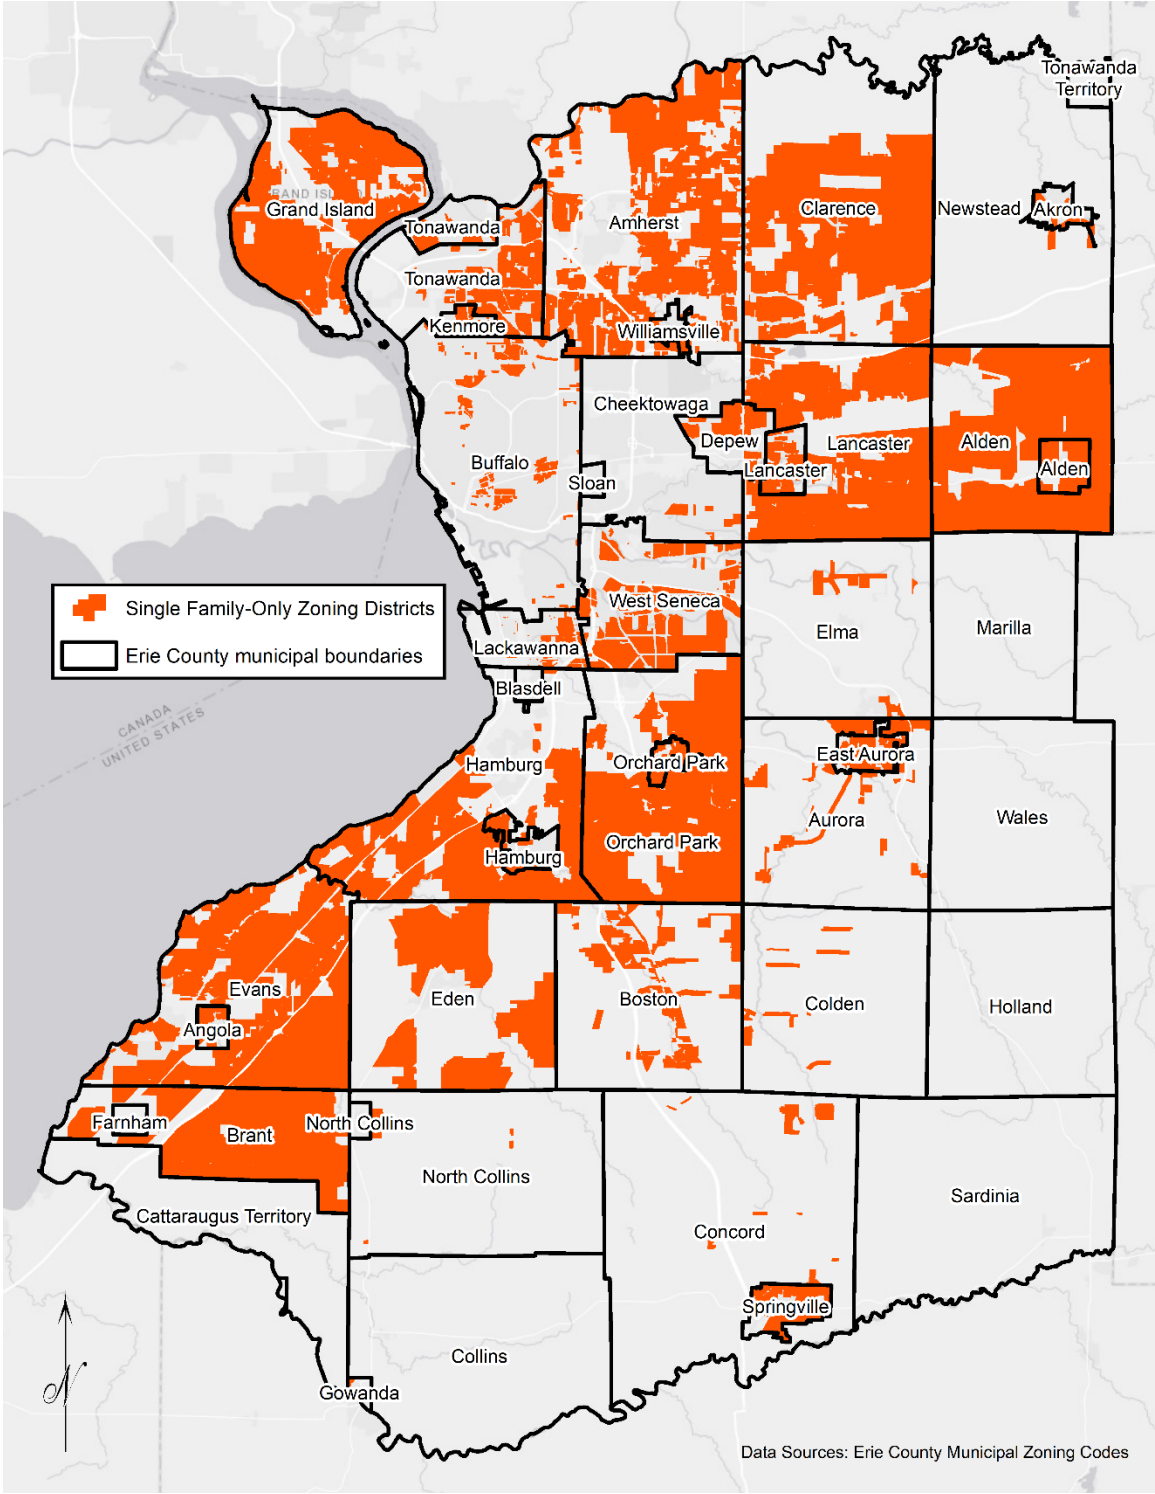 Tonawanda
Territory
GRAND ISL
Grand Island
Tonawanda
Amherst
Clarence
Newstead
Akron
Tonawanda
Kenmore
Williamsville
Cheektowaga
Depew
Lancaster
Alden
Buffalo
Sloan
Lancaster
Alden
Single Family-Only Zoning Districts
Erie County municipal boundaries
West Seneca
Elma
Marilla
Lackawanna
Blasdell
CANADA
UNITED STATES
Hamburg
Orchard Park
East Aurora
Aurora
Wales
Orchard Park
Hamburg
Evans
Eden
Boston
Colden
Holland
Angola
Farnham
Brant
North Collins
North Collins
Cattaraugus Territory
Concord
Sardinia
Springville
Collins
Gowanda
N
Data Sources: Erie County Municipal Zoning Codes